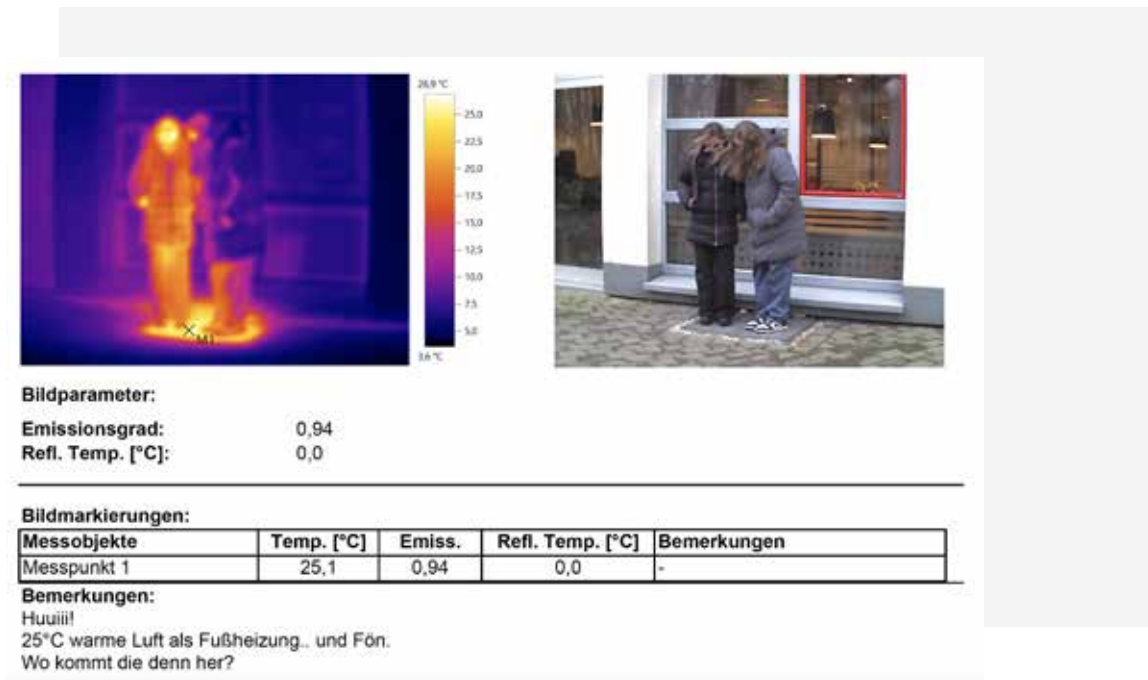 26,9 °C
25,0
22,5
20,0
17,5
15,0
12,5
10,0
7,5
5,0
3,6 °C
M1
Bildparameter:
Emissionsgrad: 0,94
Refl. Temp. [°C]: 0,0
Bildmarkierungen:
Messobjekte Temp. [°C] Emiss. Refl. Temp. [°C] Bemerkungen
Messpunkt 1 25,1 0,94 0,0 -
Bemerkungen:
Huuiii!
25°C warme Luft als Fußheizung.. und Fön.
Wo kommt die denn her?